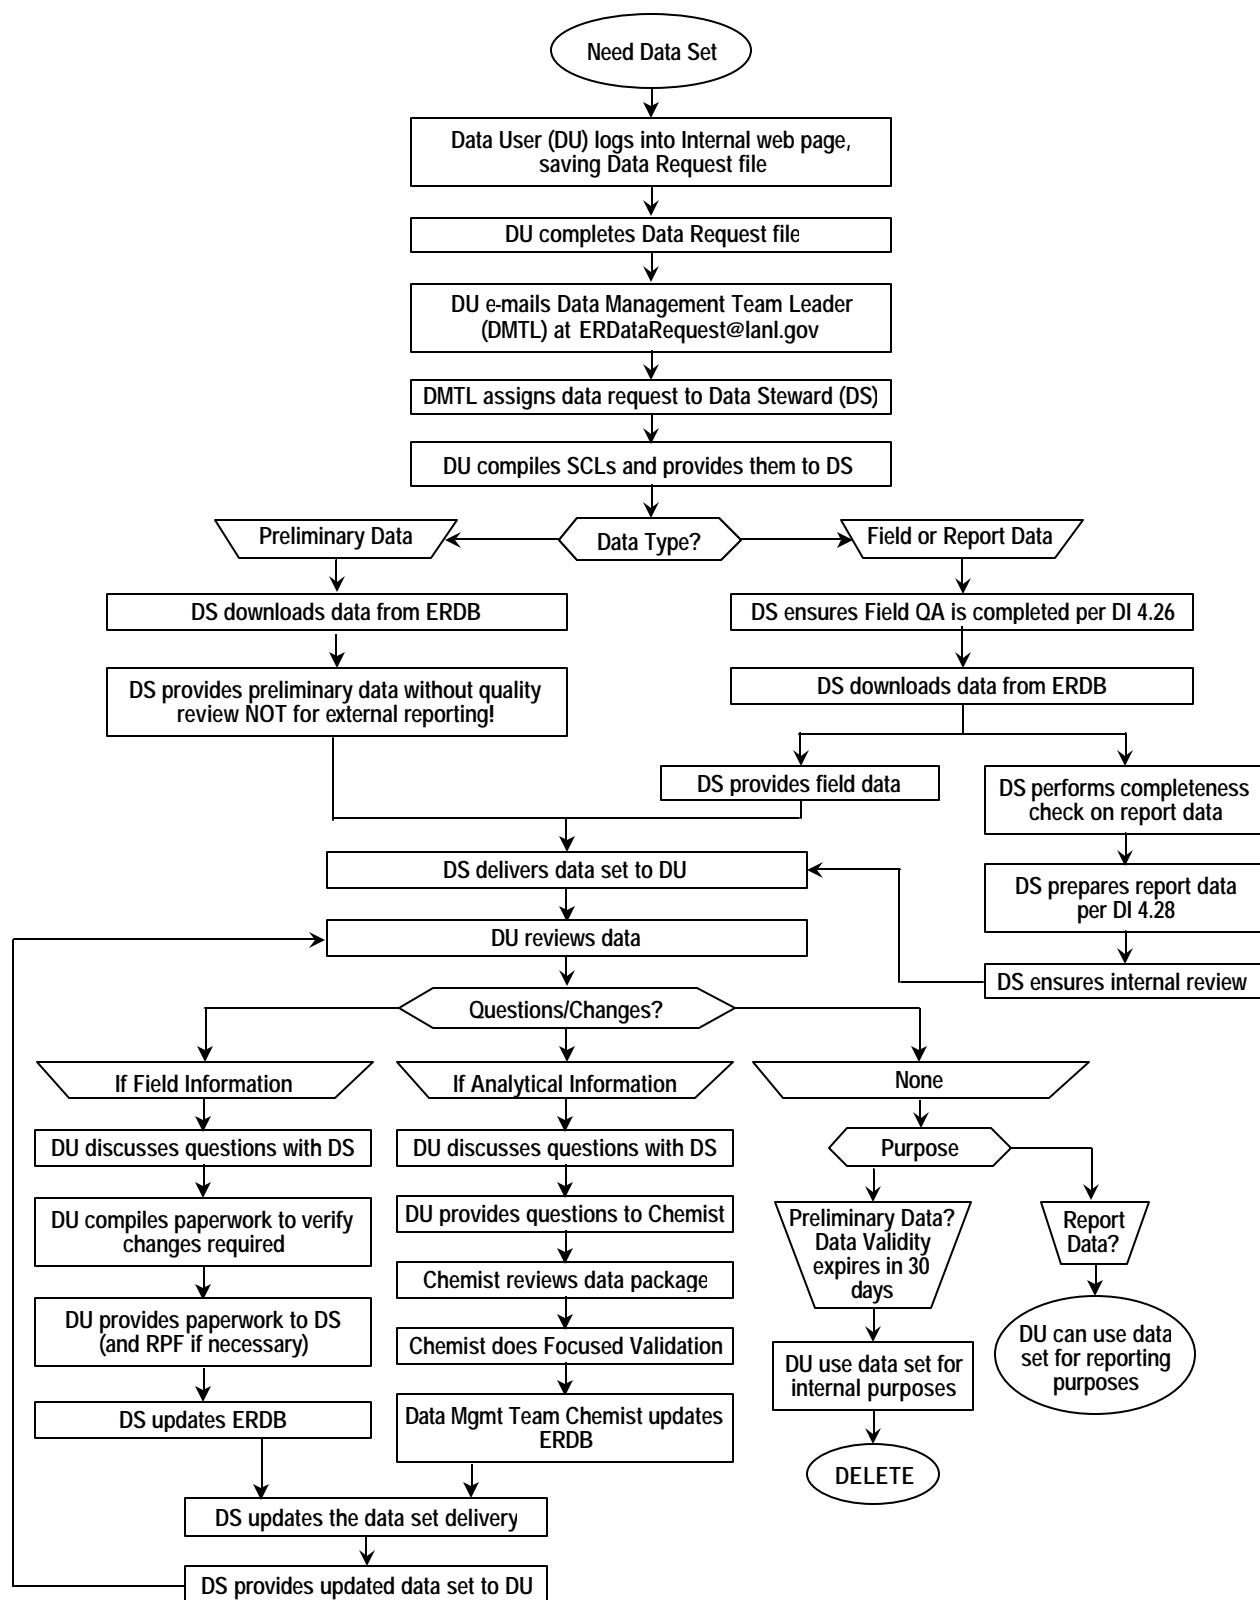 Need Data Set
Data User (DU) logs into Internal web page,
saving Data Request file
DU completes Data Request file
DU e-mails Data Management Team Leader
(DMTL) at ERDataRequest@lanl.gov
DMTL assigns data request to Data Steward (DS)
DU compiles SCLs and provides them to DS
Preliminary Data
Data Type?
Field or Report Data
DS downloads data from ERDB
DS ensures Field QA is completed per DI 4.26
DS provides preliminary data without quality
review NOT for external reporting!
DS downloads data from ERDB
DS provides field data
DS performs completeness
check on report data
DS delivers data set to DU
DS prepares report data
per DI 4.28
DU reviews data
DS ensures internal review
Questions/Changes?
If Field Information
If Analytical Information
None
DU discusses questions with DS
DU discusses questions with DS
Purpose
DU compiles paperwork to verify
changes required
DU provides questions to Chemist
Preliminary Data?
Data Validity
expires in 30
days
Report
Data?
Chemist reviews data package
DU provides paperwork to DS
(and RPF if necessary)
Chemist does Focused Validation
DU use data set for
internal purposes
DU can use data
set for reporting
purposes
DS updates ERDB
Data Mgmt Team Chemist updates
ERDB
DELETE
DS updates the data set delivery
DS provides updated data set to DU